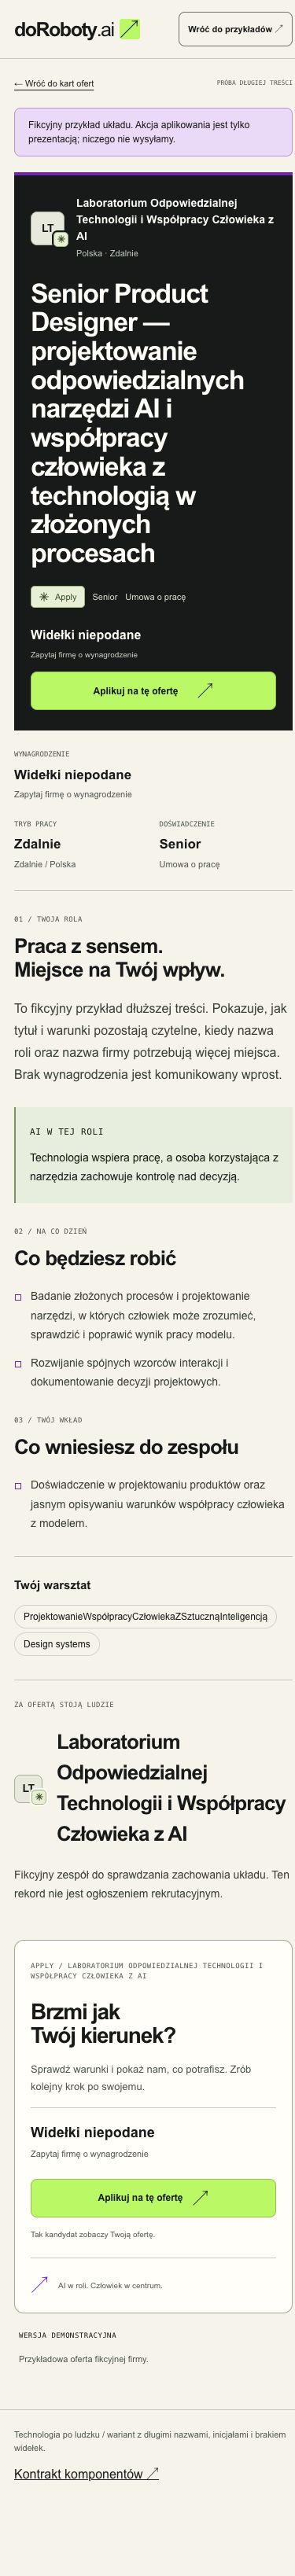 doRoboty.ai
Wróć do przykładów
← Wróć do kart ofert
PRÓBA DŁUGIEJ TREŚCI
Fikcyjny przykład układu. Akcja aplikowania jest tylko
prezentacją; niczego nie wysyłamy.
LT
Laboratorium Odpowiedzialnej
Technologii i Współpracy Człowieka z
AI
Polska · Zdalnie
Senior Product
Designer —
projektowanie
odpowiedzialnych
narzędzi AI i
współpracy
człowieka z
technologią w
złożonych
procesach
Apply Senior Umowa o pracę
Widełki niepodane
Zapytaj firmę o wynagrodzenie
Aplikuj na tę ofertę
WYNAGRODZENIE
Widełki niepodane
Zapytaj firmę o wynagrodzenie
TRYB PRACY
Zdalnie
Zdalnie / Polska
DOŚWIADCZENIE
Senior
Umowa o pracę
01 / TWOJA ROLA
Praca z sensem.
Miejsce na Twój wpływ.
To fikcyjny przykład dłuższej treści. Pokazuje, jak
tytuł i warunki pozostają czytelne, kiedy nazwa
roli oraz nazwa firmy potrzebują więcej miejsca.
Brak wynagrodzenia jest komunikowany wprost.
AI W TEJ ROLI
Technologia wspiera pracę, a osoba korzystająca z
narzędzia zachowuje kontrolę nad decyzją.
02 / NA CO DZIEŃ
Co będziesz robić
Badanie złożonych procesów i projektowanie
narzędzi, w których człowiek może zrozumieć,
sprawdzić i poprawić wynik pracy modelu.
Rozwijanie spójnych wzorców interakcji i
dokumentowanie decyzji projektowych.
03 / TWÓJ WKŁAD
Co wniesiesz do zespołu
Doświadczenie w projektowaniu produktów oraz
jasnym opisywaniu warunków współpracy człowieka
z modelem.
Twój warsztat
ProjektowanieWspółpracyCzłowiekaZSztucznąInteligencją
Design systems
ZA OFERTĄ STOJĄ LUDZIE
LT
Laboratorium
Odpowiedzialnej
Technologii i Współpracy
Człowieka z AI
Fikcyjny zespół do sprawdzania zachowania układu. Ten
rekord nie jest ogłoszeniem rekrutacyjnym.
APPLY / LABORATORIUM ODPOWIEDZIALNEJ TECHNOLOGII I
WSPÓŁPRACY CZŁOWIEKA Z AI
Brzmi jak
Twój kierunek?
Sprawdź warunki i pokaż nam, co potrafisz. Zrób
kolejny krok po swojemu.
Widełki niepodane
Zapytaj firmę o wynagrodzenie
Aplikuj na tę ofertę
Tak kandydat zobaczy Twoją ofertę.
AI w roli. Człowiek w centrum.
WERSJA DEMONSTRACYJNA
Przykładowa oferta fikcyjnej firmy.
Technologia po ludzku / wariant z długimi nazwami, inicjałami i brakiem
widełek.
Kontrakt komponentów